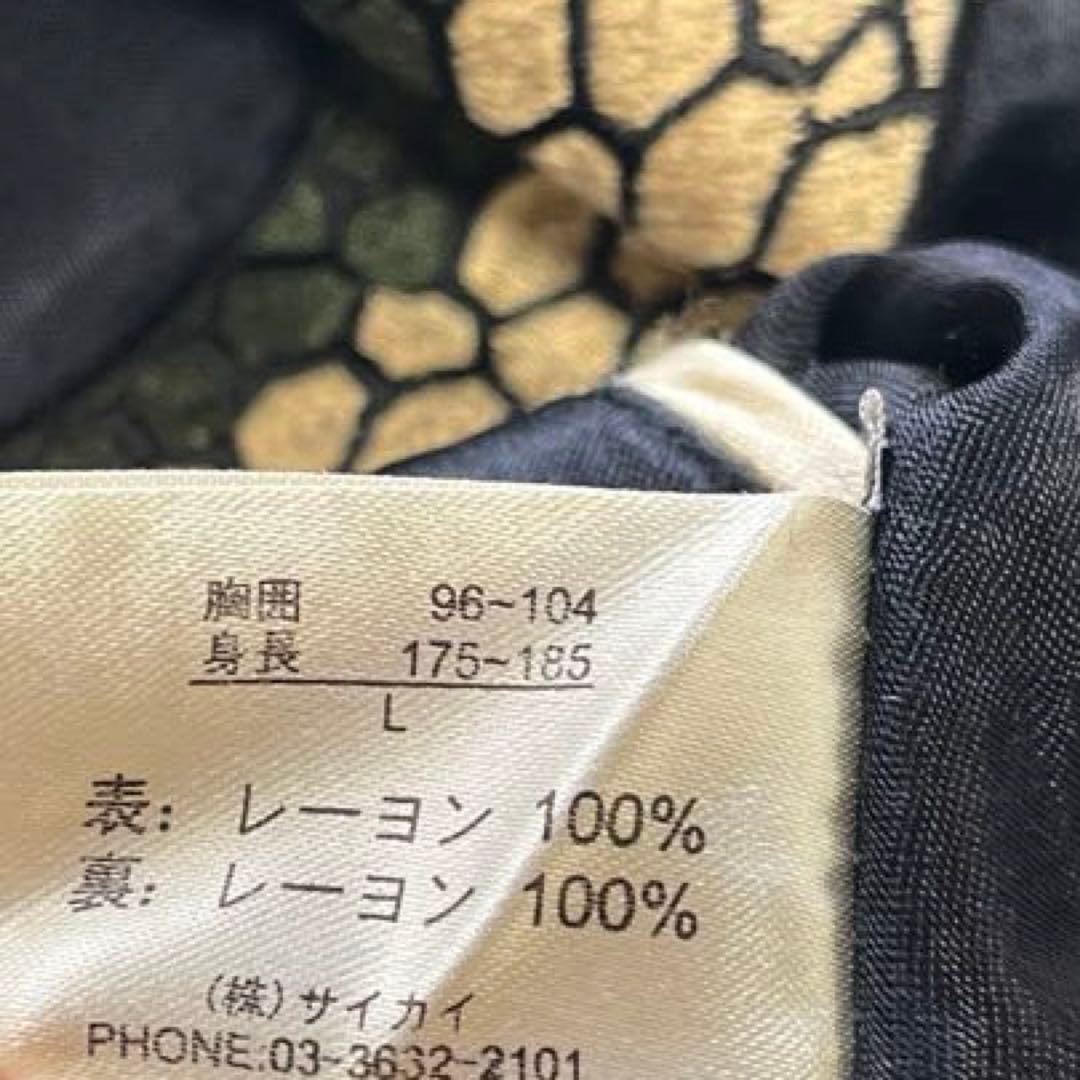 胸囲 96~104
身長 175~185
L
表: レーヨン 100%
裏: レーヨン 100%
(株)サイカイ
PHONE:03-3632-2101